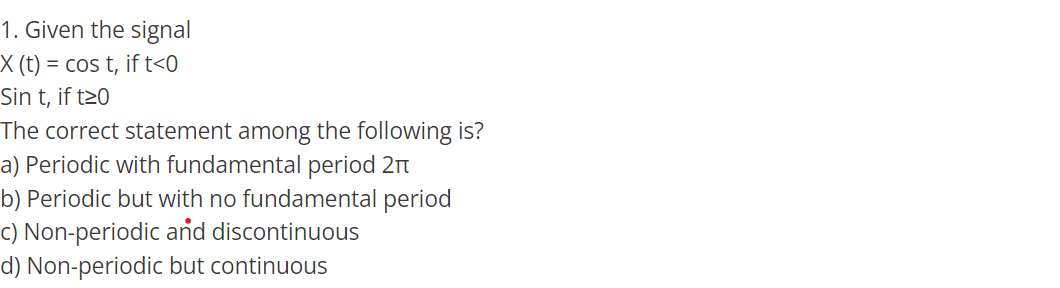 1. Given the signal
X (t) = cos t, if t<0
Sin t, if t≥0
The correct statement among the following is?
a) Periodic with fundamental period 2π
b) Periodic but with no fundamental period
c) Non-periodic and discontinuous
d) Non-periodic but continuous